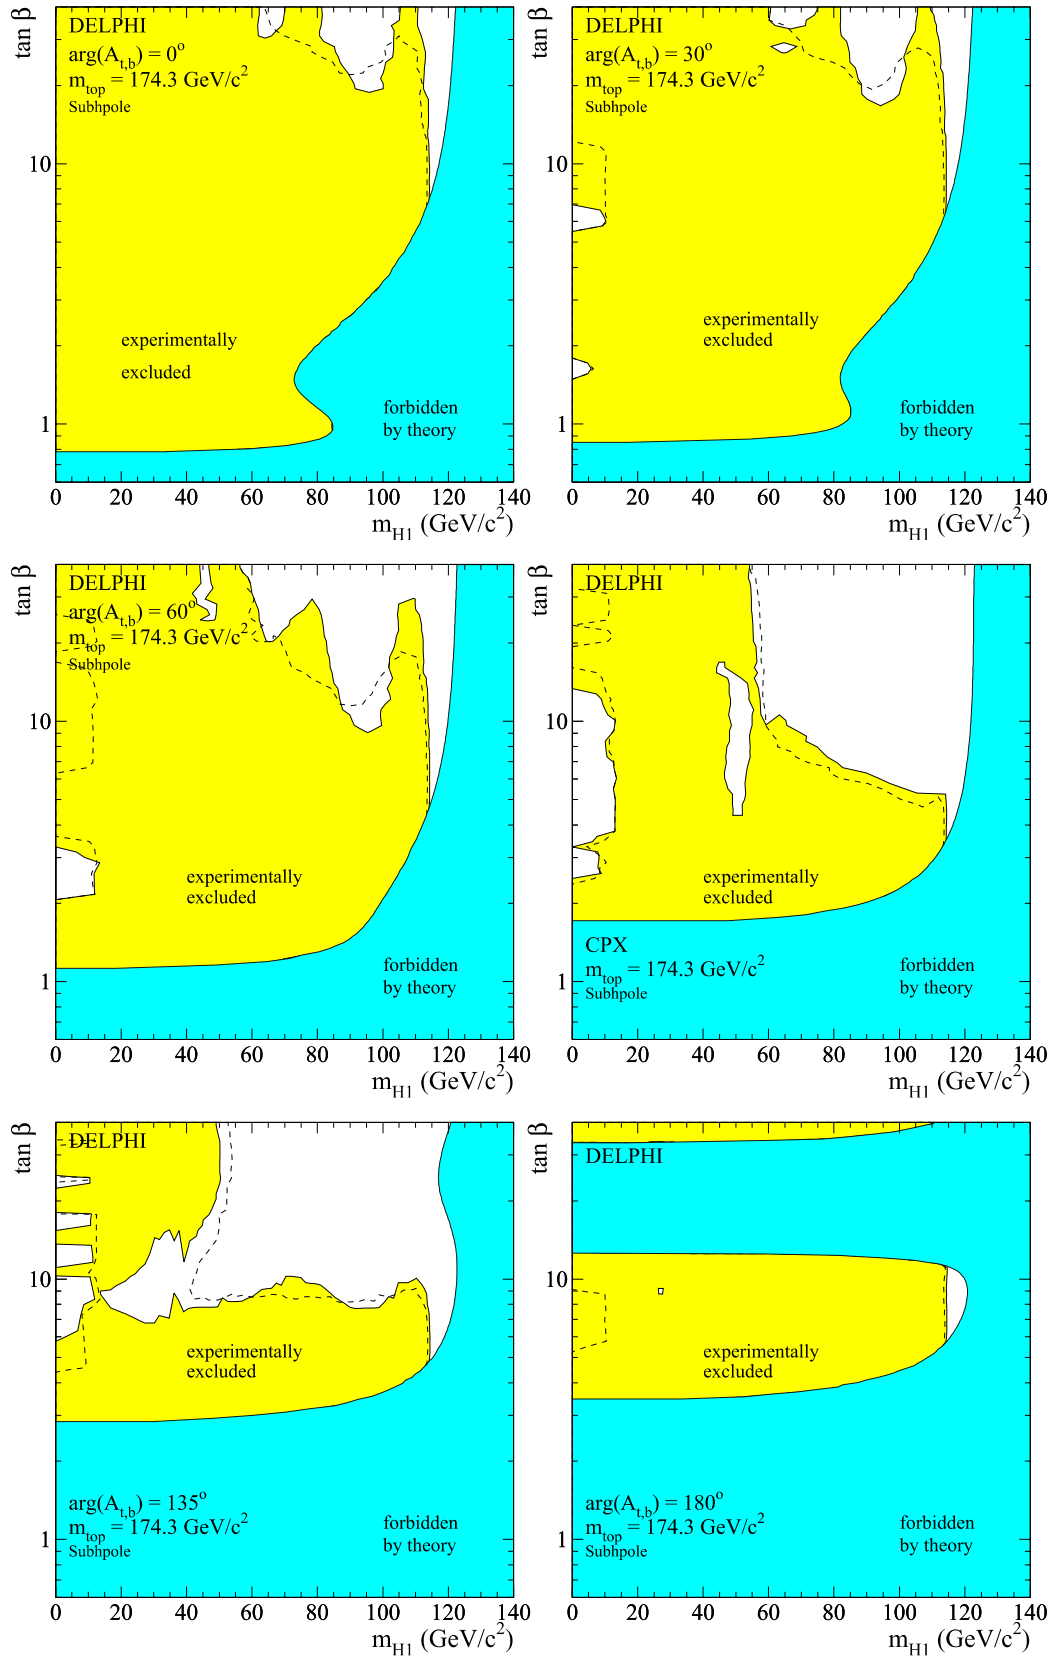 DELPHI
arg(A_t,b) = 0°
m_top = 174.3 GeV/c²
Subhpole
tan β
10
1
experimentally
excluded
forbidden
by theory
0 20 40 60 80 100 120 140
m_H1 (GeV/c²)
DELPHI
arg(A_t,b) = 30°
m_top = 174.3 GeV/c²
Subhpole
tan β
10
1
experimentally
excluded
forbidden
by theory
0 20 40 60 80 100 120 140
m_H1 (GeV/c²)
DELPHI
arg(A_t,b) = 60°
m_top = 174.3 GeV/c²
Subhpole
tan β
10
1
experimentally
excluded
forbidden
by theory
0 20 40 60 80 100 120 140
m_H1 (GeV/c²)
DELPHI
tan β
10
1
experimentally
excluded
CPX
m_top = 174.3 GeV/c²
Subhpole
forbidden
by theory
0 20 40 60 80 100 120 140
m_H1 (GeV/c²)
DELPHI
tan β
10
1
experimentally
excluded
arg(A_t,b) = 135°
m_top = 174.3 GeV/c²
Subhpole
forbidden
by theory
0 20 40 60 80 100 120 140
m_H1 (GeV/c²)
DELPHI
tan β
10
1
experimentally
excluded
arg(A_t,b) = 180°
m_top = 174.3 GeV/c²
Subhpole
forbidden
by theory
0 20 40 60 80 100 120 140
m_H1 (GeV/c²)